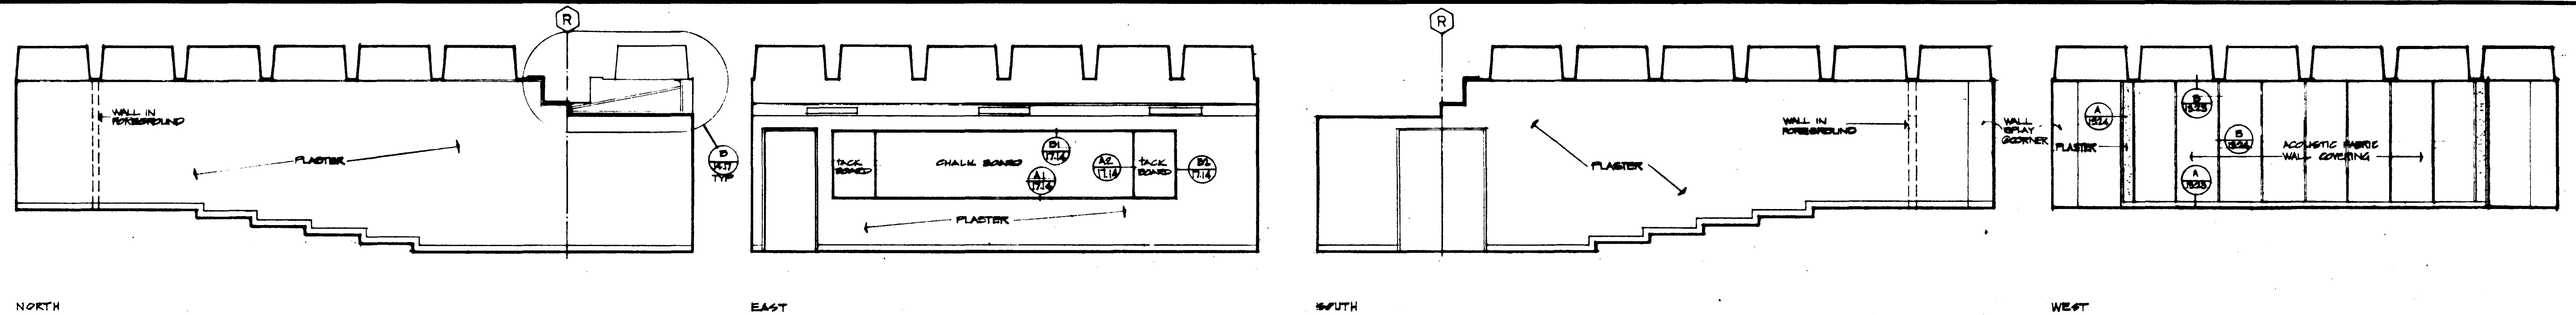 R
WALL IN
FOREGROUND
PLASTER
B
TYP
NORTH
TACK
BOARD
CHALK BOARD
B1
17.14
A1
17.14
A2
17.14
TACK
BOARD
B2
17.14
PLASTER
EAST
R
PLASTER
WALL IN
FOREGROUND
WALL
SPLAY
@CORNER
SOUTH
A
PLASTER
B
B
A
ACOUSTIC FABRIC
WALL COVERING
WEST